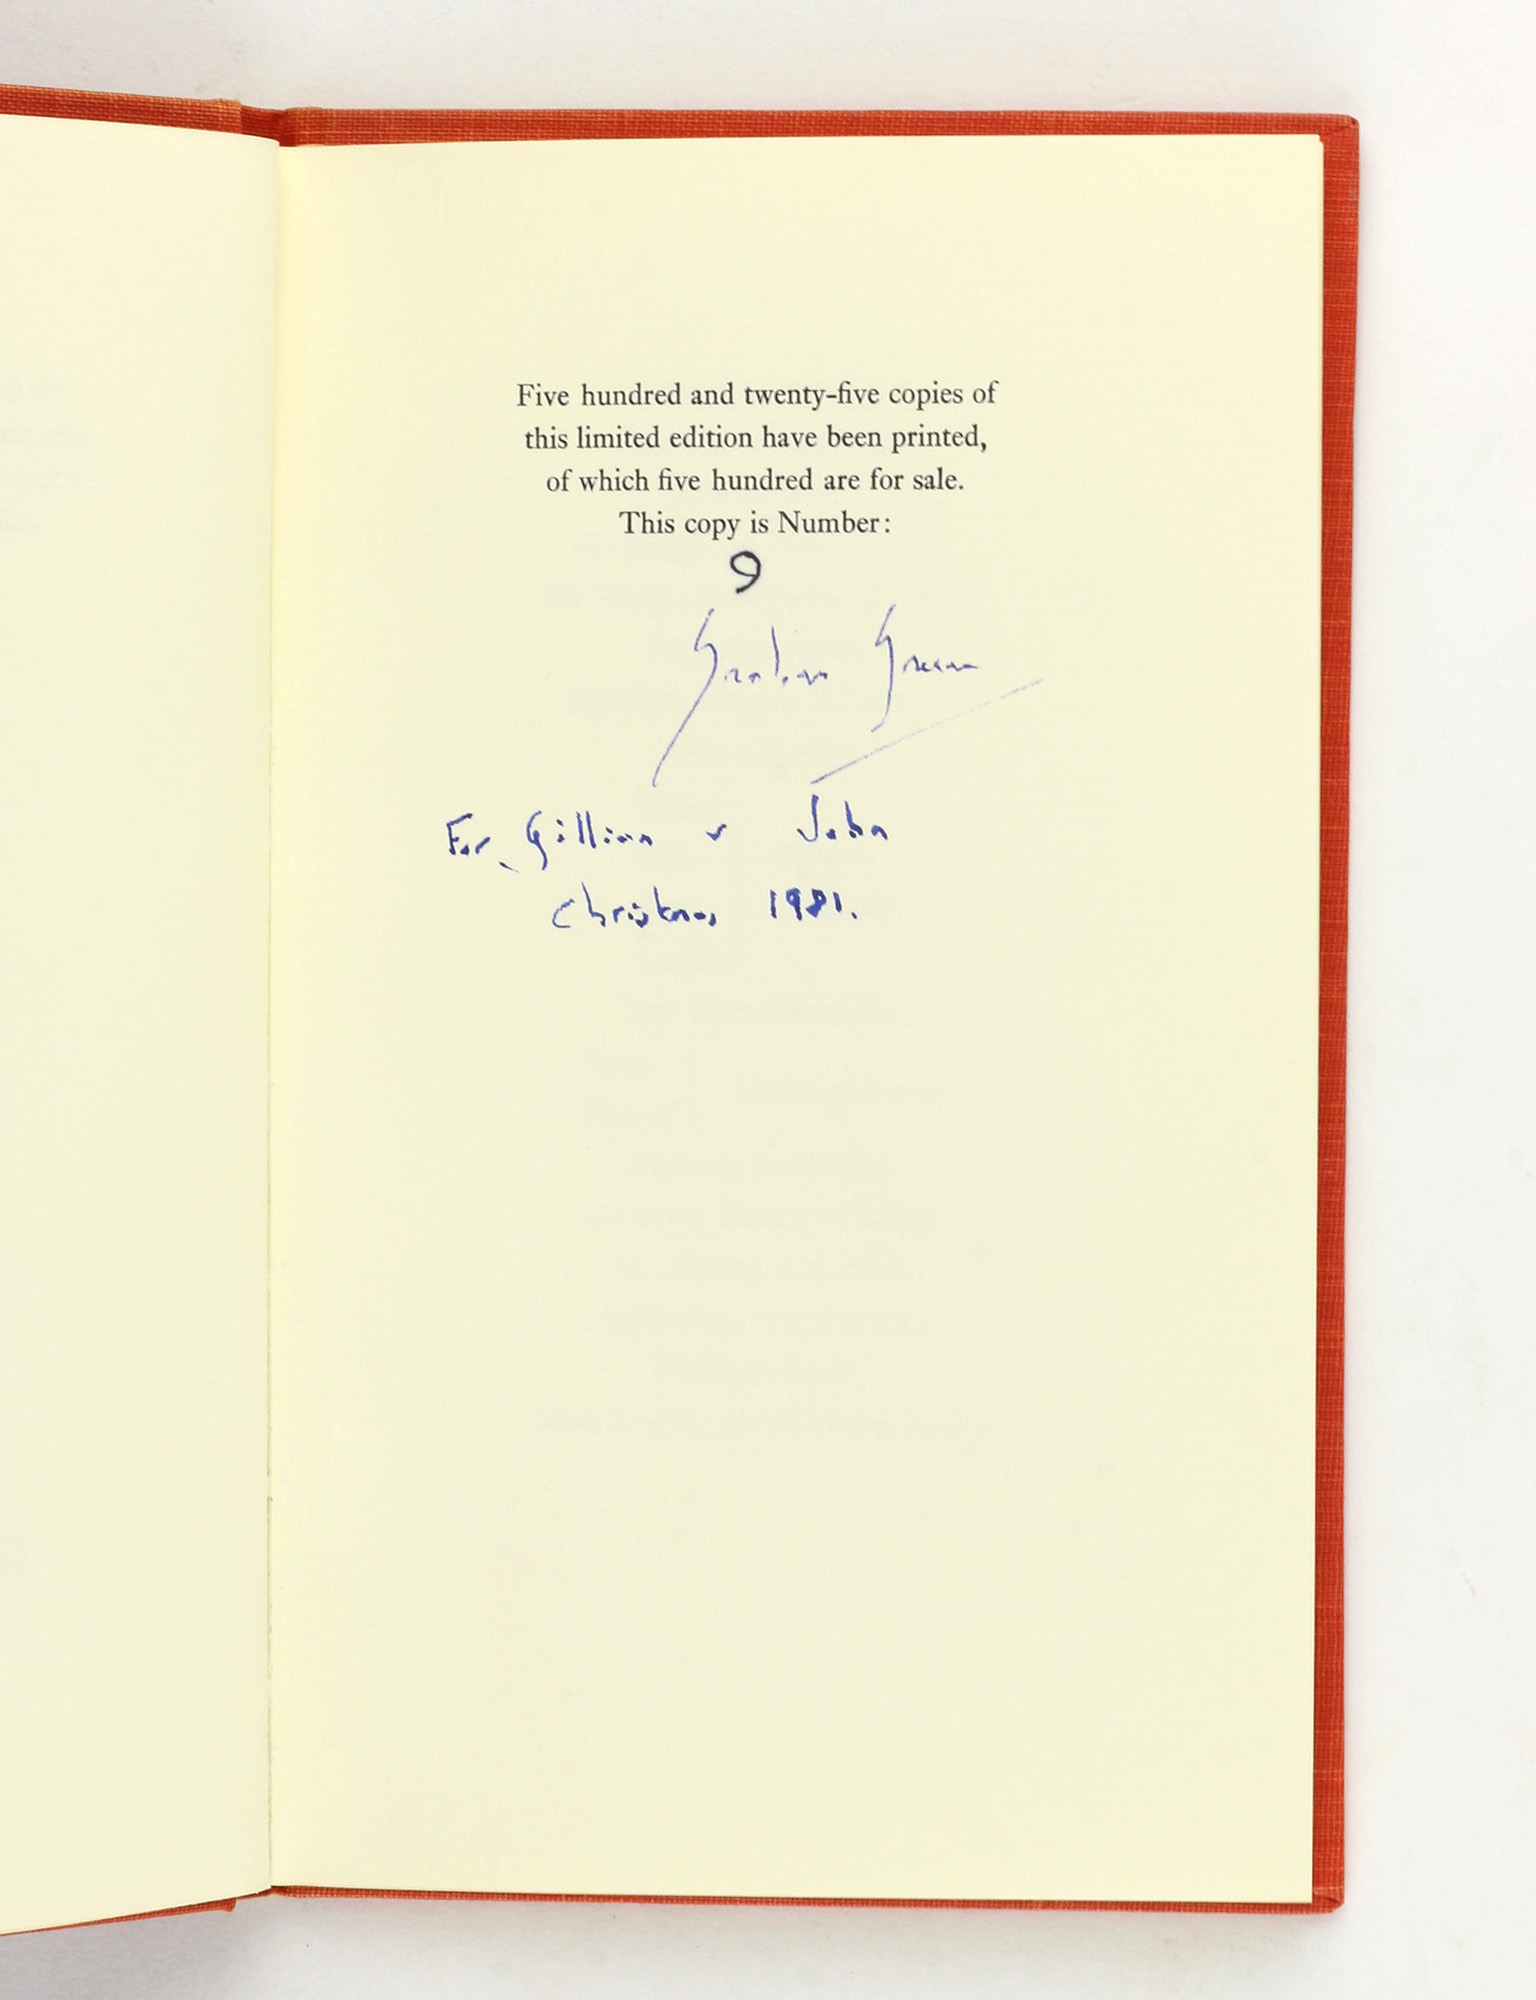 Five hundred and twenty-five copies of
this limited edition have been printed,
of which five hundred are for sale.
This copy is Number:
9
Graham Greene
For Gillian & John
Christmas 1981.